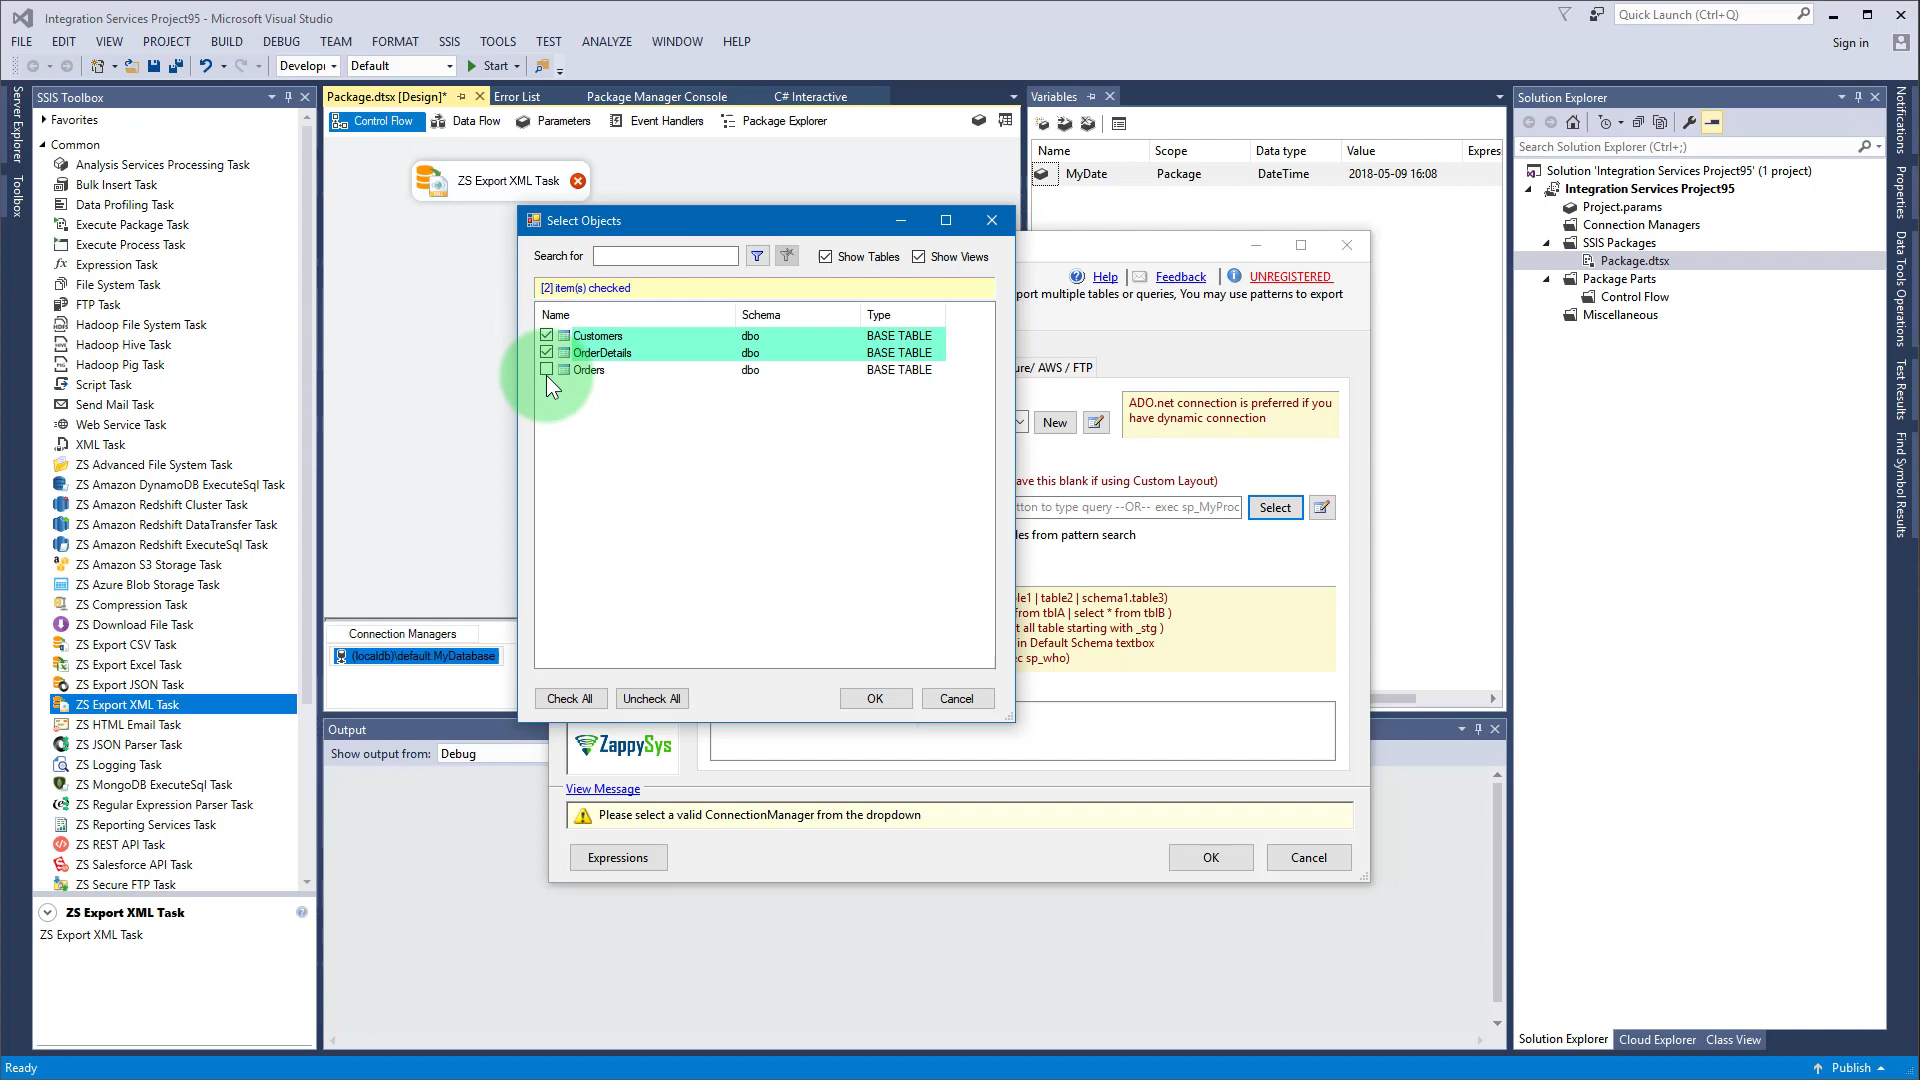 Integration Services Project95 - Microsoft Visual Studio
Quick Launch (Ctrl+Q)
FILE EDIT VIEW PROJECT BUILD DEBUG TEAM FORMAT SSIS TOOLS TEST ANALYZE WINDOW HELP
Sign in
Developi Default Start
Server Explorer
Toolbox
SSIS Toolbox
Favorites
Common
Analysis Services Processing Task
Bulk Insert Task
Data Profiling Task
Execute Package Task
Execute Process Task
Expression Task
File System Task
FTP Task
Hadoop File System Task
Hadoop Hive Task
Hadoop Pig Task
Script Task
Send Mail Task
Web Service Task
XML Task
ZS Advanced File System Task
ZS Amazon DynamoDB ExecuteSql Task
ZS Amazon Redshift Cluster Task
ZS Amazon Redshift DataTransfer Task
ZS Amazon Redshift ExecuteSql Task
ZS Amazon S3 Storage Task
ZS Azure Blob Storage Task
ZS Compression Task
ZS Download File Task
ZS Export CSV Task
ZS Export Excel Task
ZS Export JSON Task
ZS Export XML Task
ZS HTML Email Task
ZS JSON Parser Task
ZS Logging Task
ZS MongoDB ExecuteSql Task
ZS Regular Expression Parser Task
ZS Reporting Services Task
ZS REST API Task
ZS Salesforce API Task
ZS Secure FTP Task
ZS Export XML Task
ZS Export XML Task
Package.dtsx [Design]* Error List Package Manager Console C# Interactive
Control Flow Data Flow Parameters Event Handlers Package Explorer
ZS Export XML Task
Connection Managers
(localdb)\default.MyDatabase
Output
Show output from: Debug
Select Objects
Search for Show Tables Show Views
[2] item(s) checked
Name Schema Type
Customers dbo BASE TABLE
OrderDetails dbo BASE TABLE
Orders dbo BASE TABLE
Check All Uncheck All OK Cancel
Variables
Name Scope Data type Value Expres
MyDate Package DateTime 2018-05-09 16:08
Help Feedback UNREGISTERED
port multiple tables or queries, You may use patterns to export
ure/ AWS / FTP
New
ADO.net connection is preferred if you
have dynamic connection
ave this blank if using Custom Layout)
tton to type query --OR-- exec sp_MyProc Select
les from pattern search
le1 | table2 | schema1.table3)
from tblA | select * from tblB )
t all table starting with _stg )
in Default Schema textbox
ec sp_who)
ZappySys
View Message
Please select a valid ConnectionManager from the dropdown
Expressions OK Cancel
Solution Explorer
Search Solution Explorer (Ctrl+;)
Solution 'Integration Services Project95' (1 project)
Integration Services Project95
Project.params
Connection Managers
SSIS Packages
Package.dtsx
Package Parts
Control Flow
Miscellaneous
Solution Explorer Cloud Explorer Class View
Notifications
Properties
Data Tools Operations
Test Results
Find Symbol Results
Ready
Publish